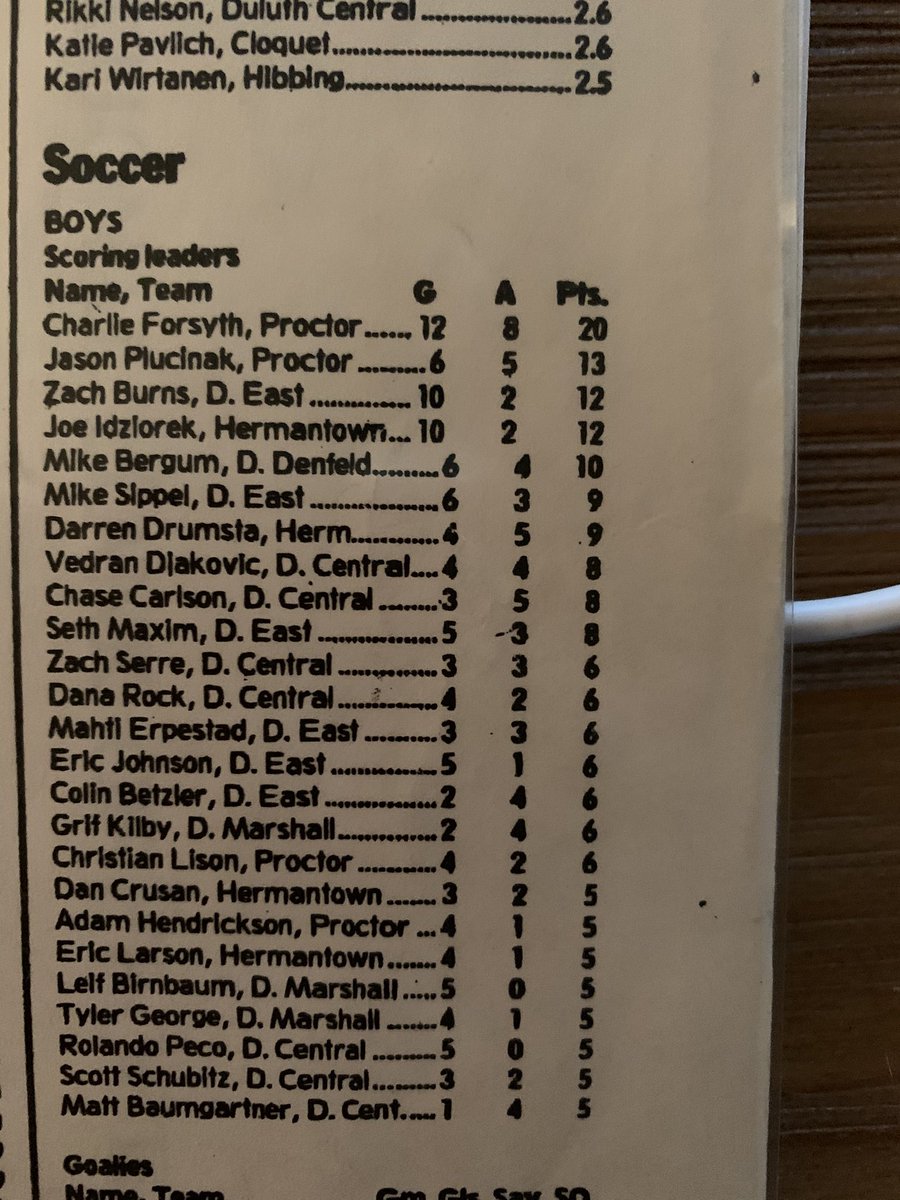 Rikki Nelson, Duluth Central....................2.6
Katie Pavlich, Cloquet................................2.6
Kari Wirtanen, Hibbing..............................2.5
Soccer
BOYS
Scoring leaders
Name, Team G A Pts.
Charlie Forsyth, Proctor...... 12 8 20
Jason Plucinak, Proctor ..........6 5 13
Zach Burns, D. East ............... 10 2 12
Joe Idziorek, Hermantown... 10 2 12
Mike Bergum, D. Denfeld..........6 4 10
Mike Sippel, D. East ...................6 3 9
Darren Drumsta, Herm.............4 5 9
Vedran Djakovic, D. Central....4 4 8
Chase Carlson, D. Central .........3 5 8
Seth Maxim, D. East ..................5 3 8
Zach Serre, D. Central ...............3 3 6
Dana Rock, D. Central...............4 2 6
Mahti Erpestad, D. East ...........3 3 6
Eric Johnson, D. East ................5 1 6
Colin Betzler, D. East .................2 4 6
Grif Kilby, D. Marshall...............2 4 6
Christian Lison, Proctor ............4 2 6
Dan Crusan, Hermantown .......3 2 5
Adam Hendrickson, Proctor ...4 1 5
Eric Larson, Hermantown........4 1 5
Leif Birnbaum, D. Marshall .....5 0 5
Tyler George, D. Marshall ........4 1 5
Rolando Peco, D. Central ..........5 0 5
Scott Schubitz, D. Central..........3 2 5
Matt Baumgartner, D. Cent.....1 4 5
Goalies
Name, Team Gm Gls Sav SO